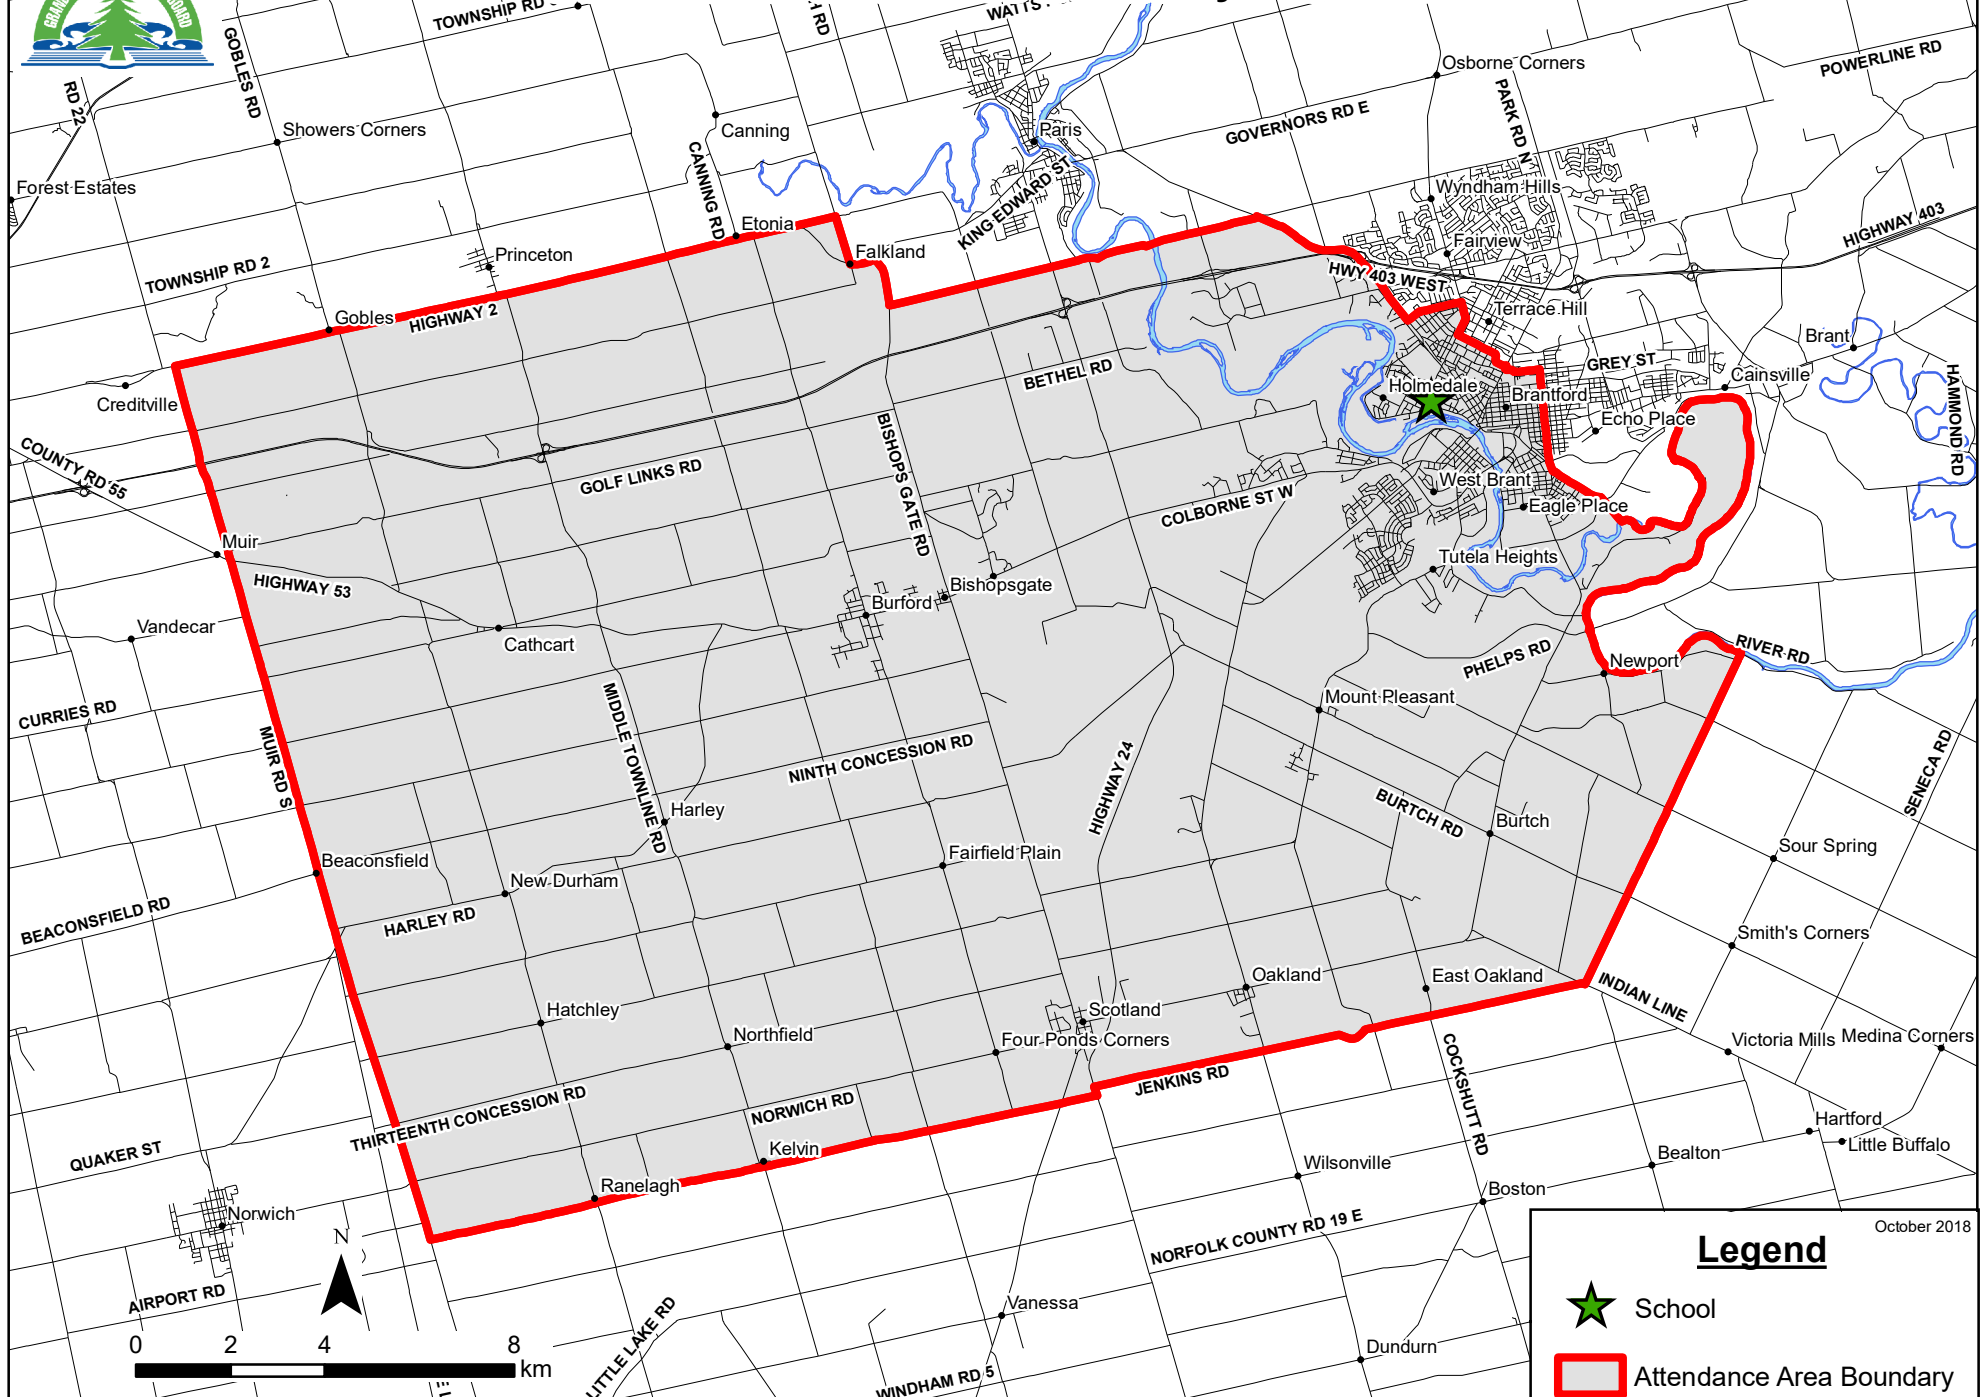 TOWNSHIP RD
WATTS
GOBLES RD
RD 22
Osborne Corners
POWERLINE RD
PARK RD N
Showers Corners
Canning
Paris
GOVERNORS RD E
CANNING RD
Forest Estates
KING EDWARD ST
Wyndham Hills
Etonia
Falkland
Fairview
HIGHWAY 403
Princeton
TOWNSHIP RD 2
HWY 403 WEST
Gobles
HIGHWAY 2
Terrace Hill
Brant
GREY ST
Cainsville
BETHEL RD
Holmedale
Brantford
Echo Place
HAMMOND RD
Creditville
COUNTY RD 55
GOLF LINKS RD
BISHOPS GATE RD
West Brant
COLBORNE ST W
Eagle Place
Muir
HIGHWAY 53
Tutela Heights
Bishopsgate
Burford
Vandecar
Cathcart
RIVER RD
PHELPS RD
Newport
Mount Pleasant
CURRIES RD
MUIR RD S
MIDDLE TOWNLINE RD
NINTH CONCESSION RD
HIGHWAY 24
SENECA RD
Harley
BURTCH RD
Burtch
Sour Spring
Beaconsfield
Fairfield Plain
New Durham
BEACONSFIELD RD
HARLEY RD
Smith's Corners
Oakland
East Oakland
INDIAN LINE
Hatchley
Scotland
Northfield
Four Ponds Corners
Victoria Mills
Medina Corners
COCKSHUTT RD
JENKINS RD
THIRTEENTH CONCESSION RD
NORWICH RD
Hartford
Little Buffalo
QUAKER ST
Kelvin
Wilsonville
Bealton
Ranelagh
Boston
Norwich
N
NORFOLK COUNTY RD 19 E
AIRPORT RD
Vanessa
LITTLE LAKE RD
Dundurn
WINDHAM RD 5
0 2 4 8
km
October 2018
Legend
School
Attendance Area Boundary